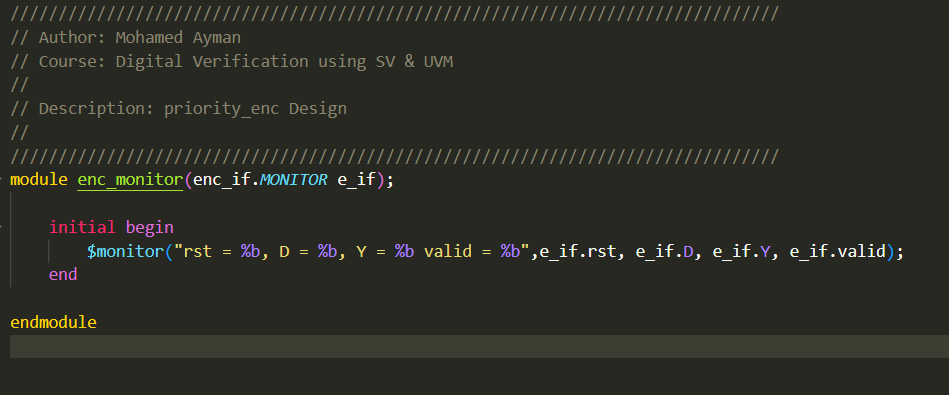 ////////////////////////////////////////////////////////////////////////////////
// Author: Mohamed Ayman
// Course: Digital Verification using SV & UVM
//
// Description: priority_enc Design
//
////////////////////////////////////////////////////////////////////////////////
module enc_monitor(enc_if.MONITOR e_if);
initial begin
$monitor("rst = %b, D = %b, Y = %b valid = %b",e_if.rst, e_if.D, e_if.Y, e_if.valid);
end
endmodule